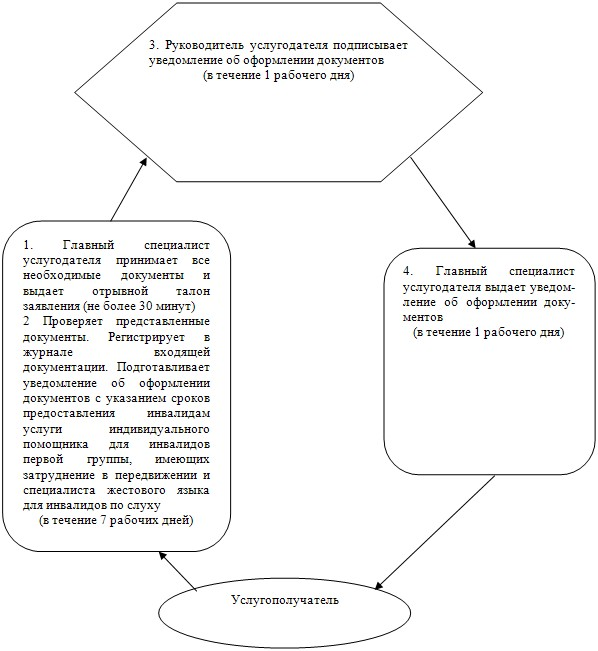 3. Руководитель услугодателя подписывает
уведомление об оформлении документов
(в течение 1 рабочего дня)
1. Главный специалист
услугодателя принимает все
необходимые документы и
выдает отрывной талон
заявления (не более 30 минут)
2 Проверяет представленные
документы. Регистрирует в
журнале входящей
документации. Подготавливает
уведомление об оформлении
документов с указанием сроков
предоставления инвалидам
услуги индивидуального
помощника для инвалидов
первой группы, имеющих
затруднение в передвижении и
специалиста жестового языка
для инвалидов по слуху
(в течение 7 рабочих дней)
4. Главный специалист
услугодателя выдает уведом-
ление об оформлении доку-
ментов
(в течение 1 рабочего дня)
Услугополучатель